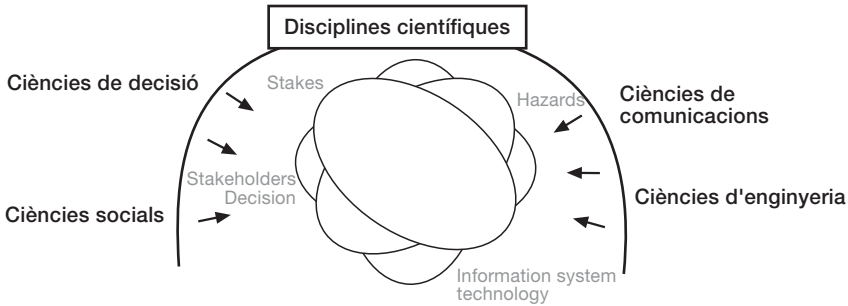 Disciplines científiques
Ciències de decisió
Stakes
Hazards
Ciències de
comunicacions
Stakeholders
Decision
Ciències socials
Ciències d'enginyeria
Information system
technology